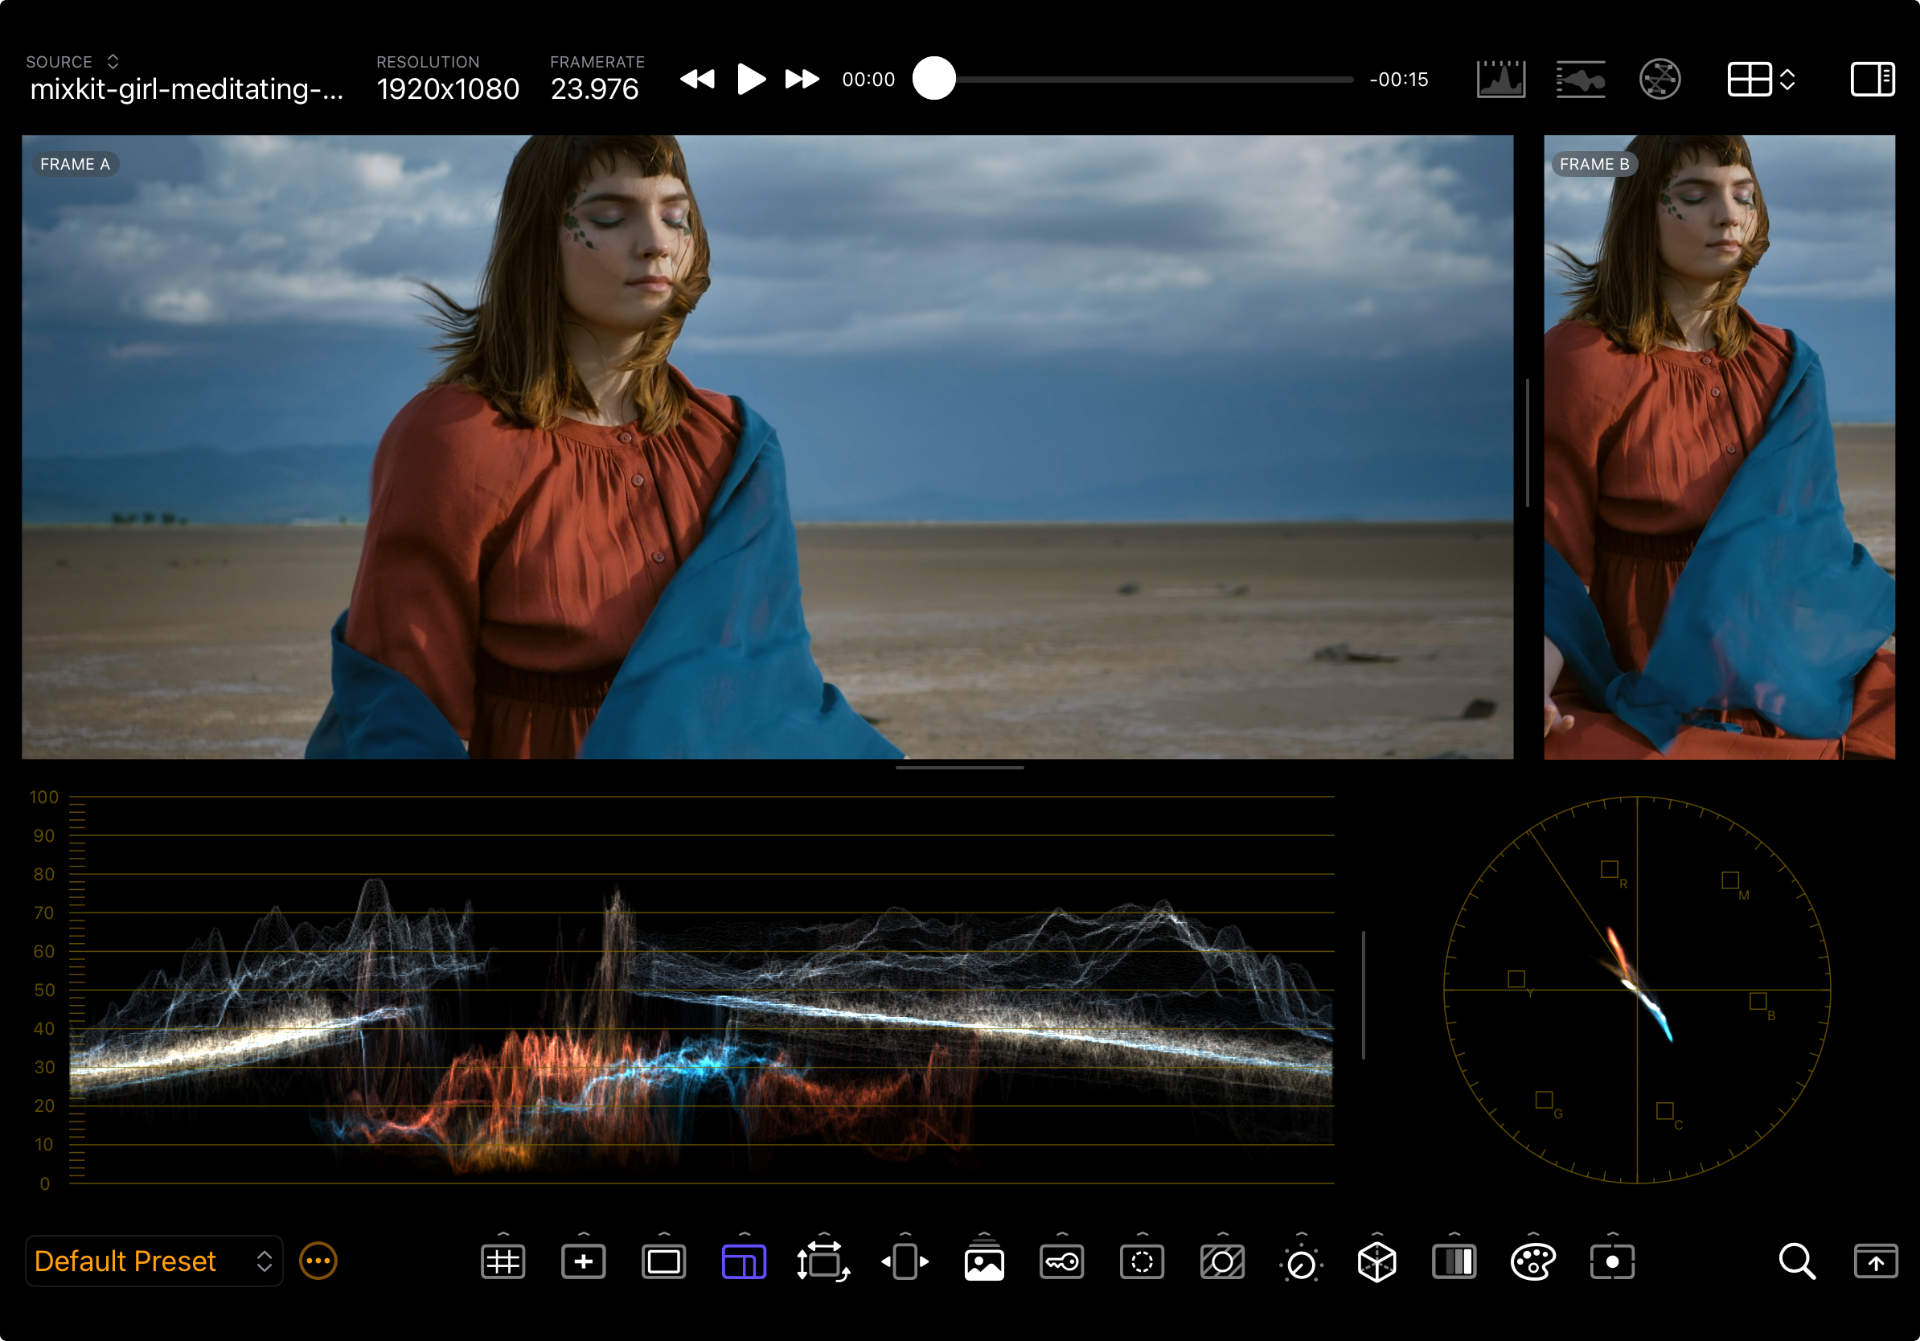 SOURCE
mixkit-girl-meditating-...
RESOLUTION
1920x1080
FRAMERATE
23.976
00:00
-00:15
FRAME A
FRAME B
100
90
80
70
60
50
40
30
20
10
0
R
M
Y
B
G
C
Default Preset